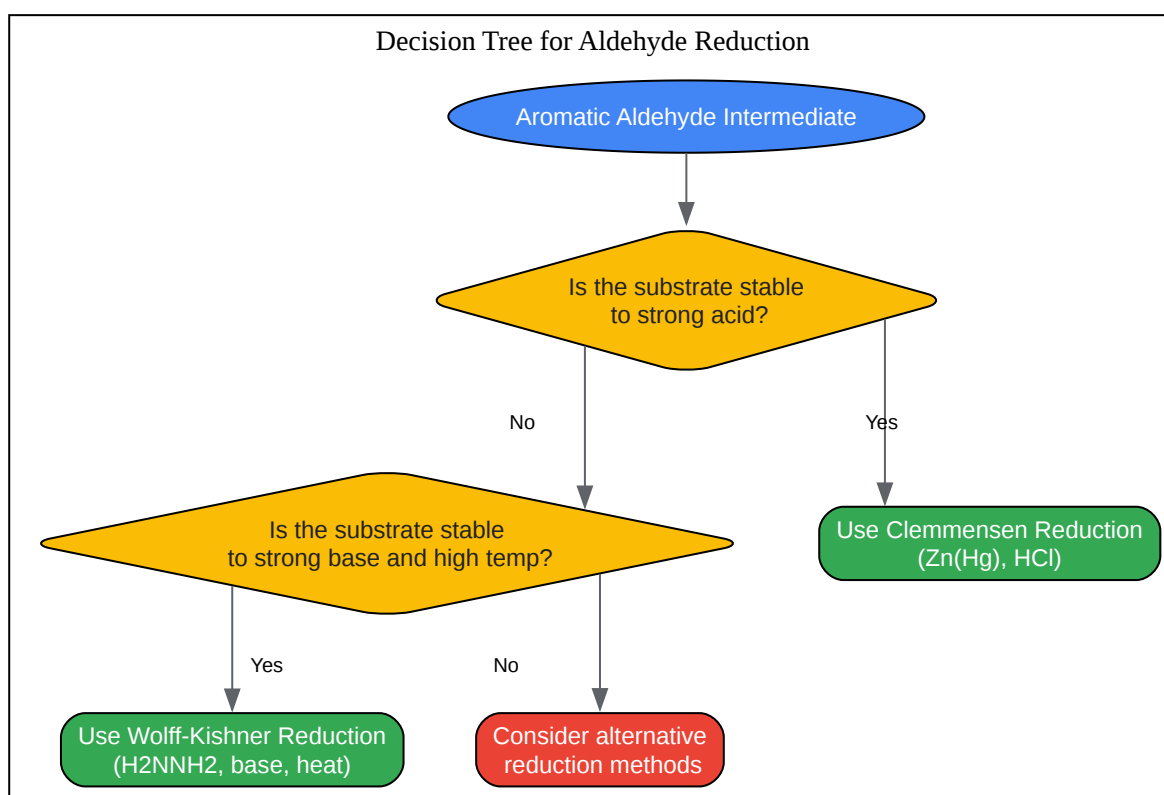 Decision Tree for Aldehyde Reduction
Aromatic Aldehyde Intermediate
Is the substrate stable
to strong acid?
No
Yes
Is the substrate stable
to strong base and high temp?
Use Clemmensen Reduction
(Zn(Hg), HCl)
Yes
No
Use Wolff-Kishner Reduction
(H2NNH2, base, heat)
Consider alternative
reduction methods